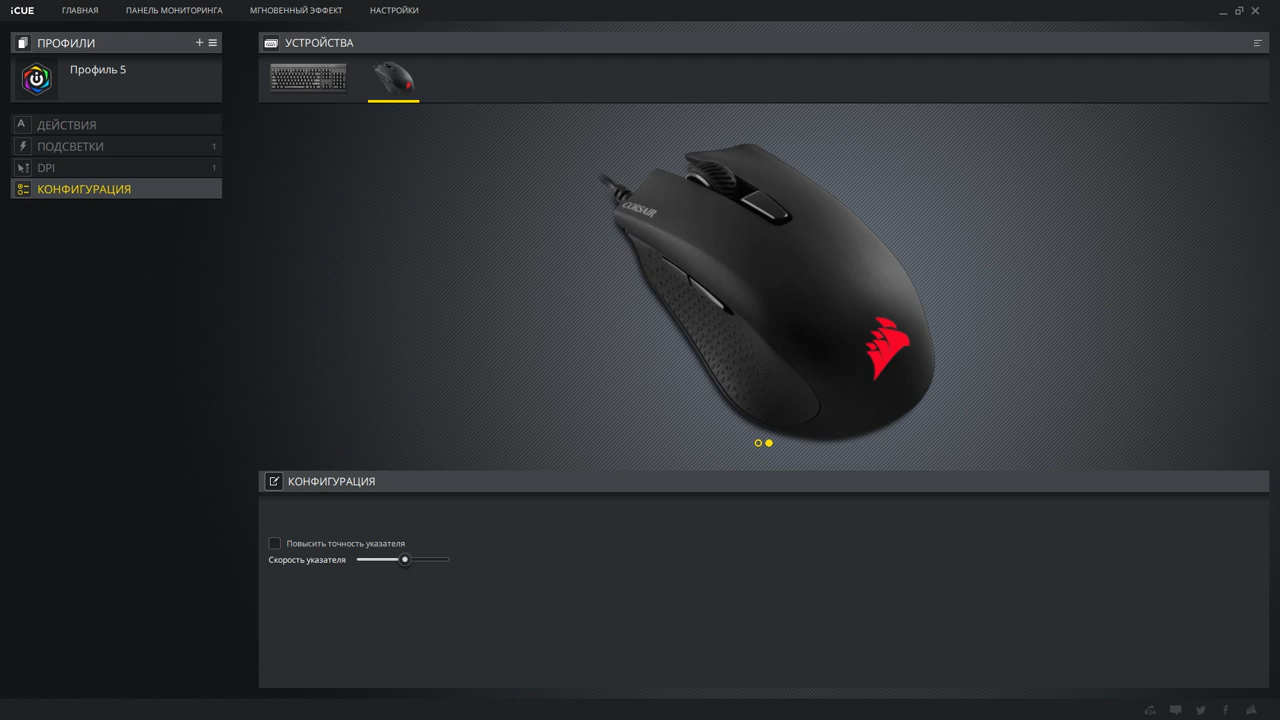 iCUE
ГЛАВНАЯ
ПАНЕЛЬ МОНИТОРИНГА
МГНОВЕННЫЙ ЭФФЕКТ
НАСТРОЙКИ
ПРОФИЛИ
Профиль 5
ДЕЙСТВИЯ
ПОДСВЕТКИ 1
DPI 1
КОНФИГУРАЦИЯ
УСТРОЙСТВА
CORSAIR
КОНФИГУРАЦИЯ
Повысить точность указателя
Скорость указателя